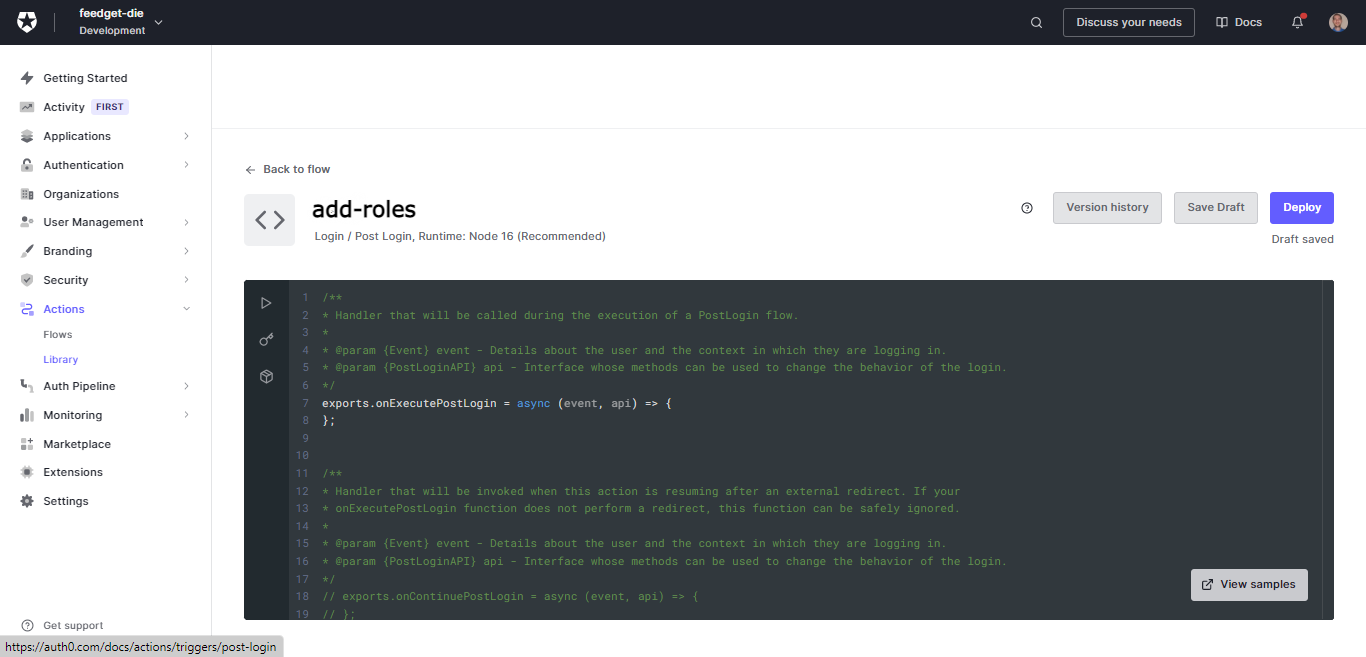 feedget-die
Development
Discuss your needs
Docs
Getting Started
Activity FIRST
Applications
Authentication
Organizations
User Management
Branding
Security
Actions
Flows
Library
Auth Pipeline
Monitoring
Marketplace
Extensions
Settings
Get support
https://auth0.com/docs/actions/triggers/post-login
Back to flow
add-roles
Login / Post Login, Runtime: Node 16 (Recommended)
Version history
Save Draft
Deploy
Draft saved
1 /**
2 * Handler that will be called during the execution of a PostLogin flow.
3 *
4 * @param {Event} event - Details about the user and the context in which they are logging in.
5 * @param {PostLoginAPI} api - Interface whose methods can be used to change the behavior of the login.
6 */
7 exports.onExecutePostLogin = async (event, api) => {
8 };
9
10
11 /**
12 * Handler that will be invoked when this action is resuming after an external redirect. If your
13 * onExecutePostLogin function does not perform a redirect, this function can be safely ignored.
14 *
15 * @param {Event} event - Details about the user and the context in which they are logging in.
16 * @param {PostLoginAPI} api - Interface whose methods can be used to change the behavior of the login.
17 */
18 // exports.onContinuePostLogin = async (event, api) => {
19 // };
View samples